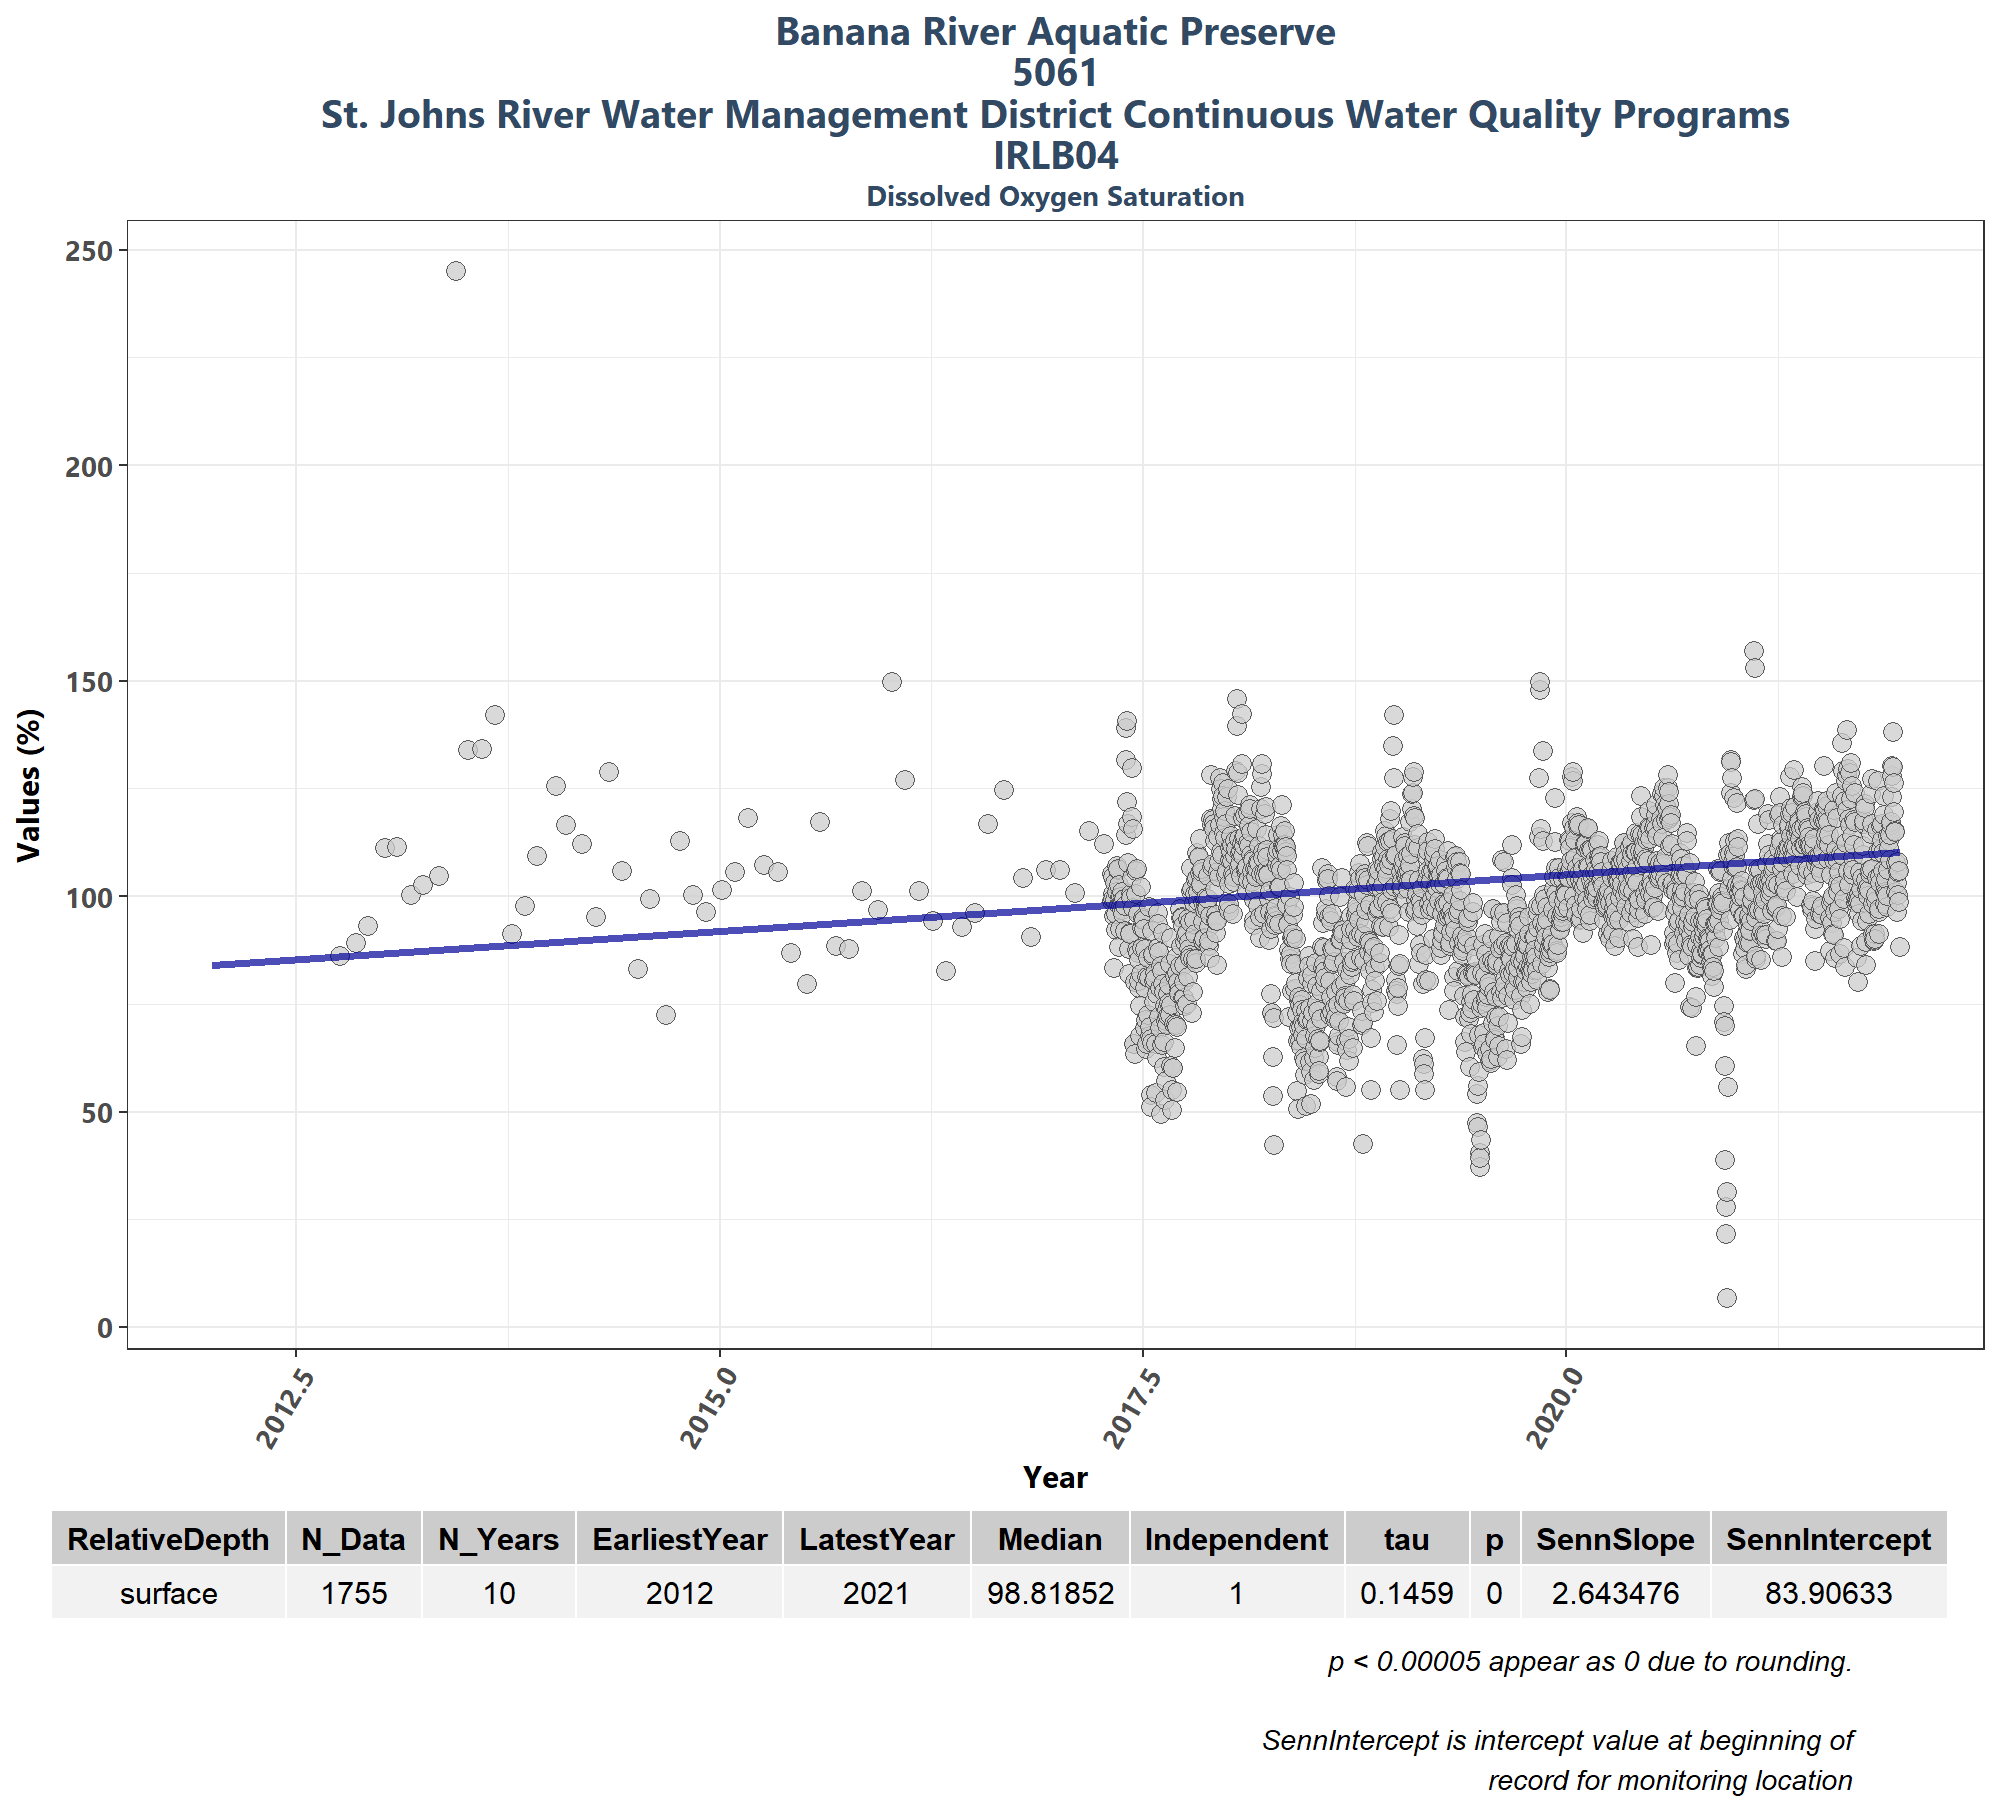 Banana River Aquatic Preserve
5061
St. Johns River Water Management District Continuous Water Quality Programs
IRLB04
Dissolved Oxygen Saturation
250
200
150
100
50
0
Values (%)
2012.5 2015.0 2017.5 2020.0
Year
RelativeDepth N_Data N_Years EarliestYear LatestYear Median Independent tau p SennSlope SennIntercept
surface 1755 10 2012 2021 98.81852 1 0.1459 0 2.643476 83.90633
p < 0.00005 appear as 0 due to rounding.
SennIntercept is intercept value at beginning of
record for monitoring location